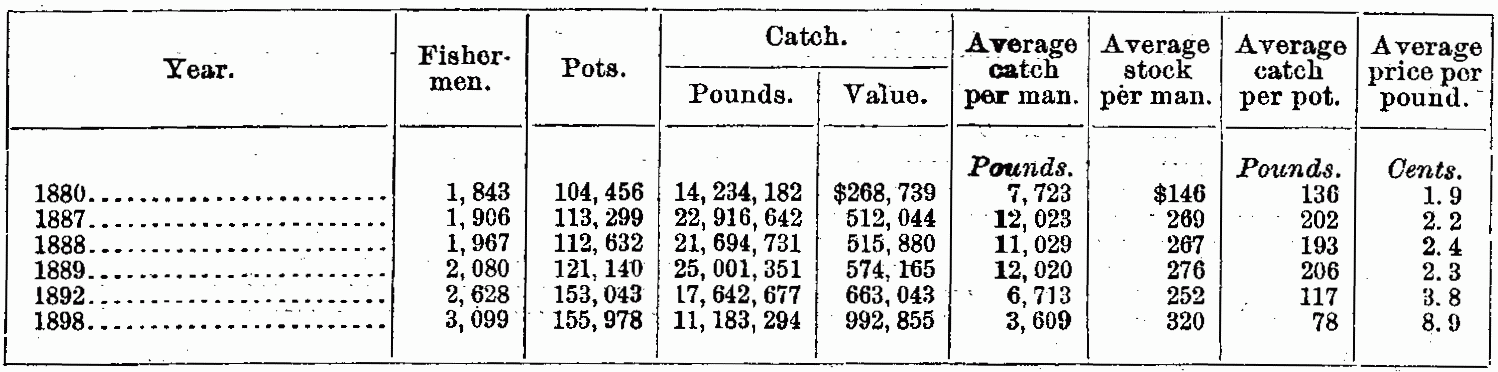 Year. Fisher- men. Pots. Catch. Average catch per man. Average stock per man. Average catch per pot. Average price per pound.
Pounds. Value.
Pounds. Pounds. Cents.
1880 1,843 104,456 14,234,182 $268,739 7,723 $146 136 1.9
1887 1,906 113,299 22,916,642 512,044 12,023 269 202 2.2
1888 1,967 112,632 21,694,731 515,880 11,029 267 193 2.4
1889 2,080 121,140 25,001,351 574,165 12,020 276 206 2.3
1892 2,628 153,043 17,642,677 663,043 6,713 252 117 3.8
1898 3,099 155,978 11,183,294 992,855 3,609 320 78 8.9